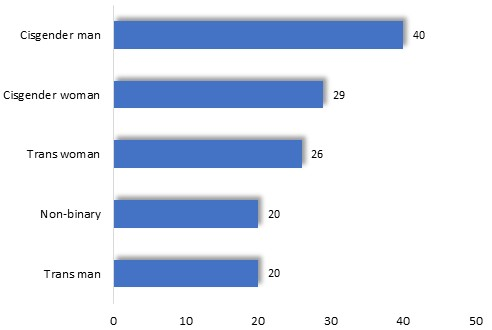 Cisgender man 40
Cisgender woman 29
Trans woman 26
Non-binary 20
Trans man 20
0 10 20 30 40 50